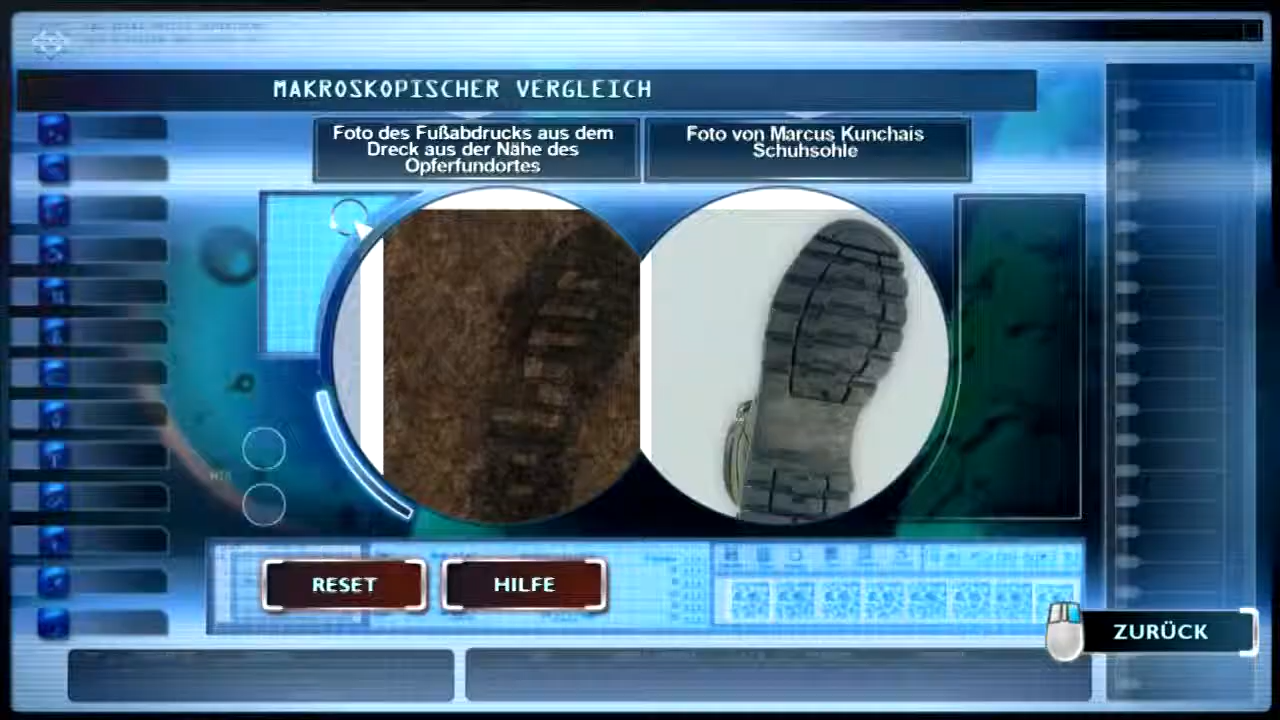 MAKROSKOPISCHER VERGLEICH
Foto des Fußabdrucks aus dem
Dreck aus der Nähe des
Opferfundortes
Foto von Marcus Kunchais
Schuhsohle
RESET
HILFE
ZURÜCK